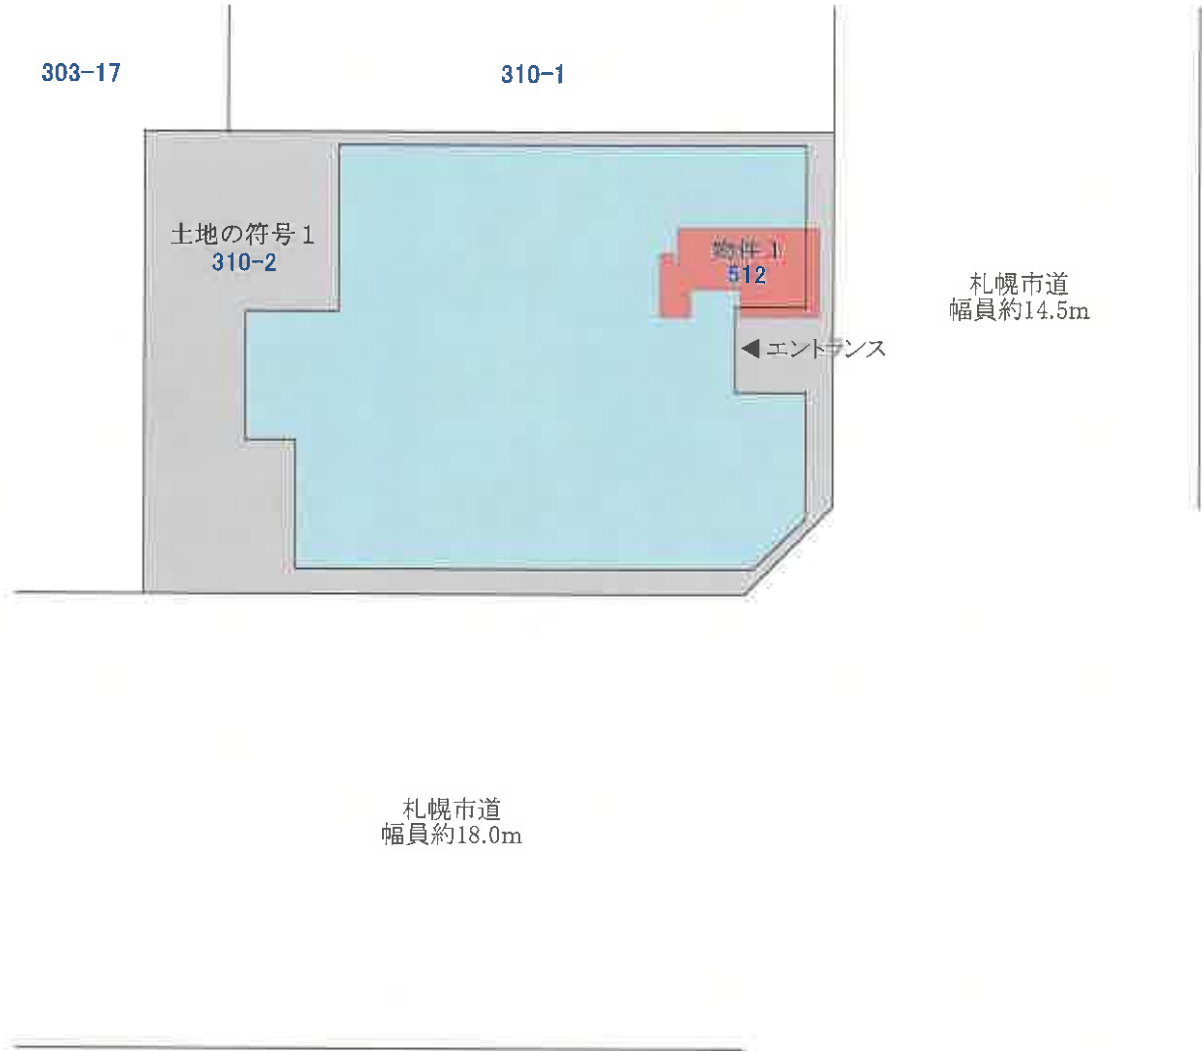 303-17
310-1
土地の符号1
310-2
物件1
512
札幌市道
幅員約14.5m
◀エントランス
札幌市道
幅員約18.0m